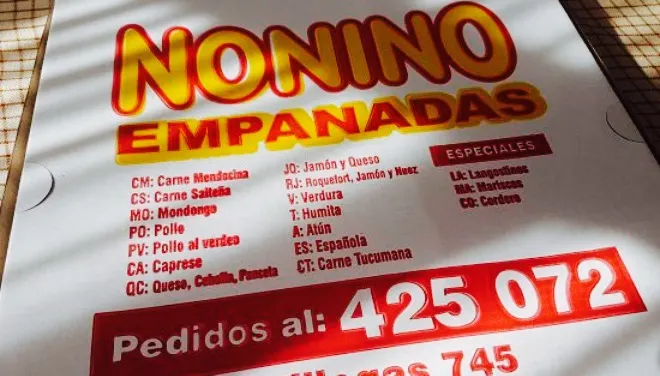 NONINO
EMPANADAS
CM: Carne Mendocina
CS: Carne Salteña
MO: Mondongo
PO: Pollo
PV: Pollo al verdeo
CA: Caprese
QC: Queso, Cebolla, Panceta
JQ: Jamón y Queso
RJ: Roquefort, Jamón y Nuez
V: Verdura
T: Humita
A: Atún
ES: Española
CT: Carne Tucumana
ESPECIALES
LA: Langostinos
MA: Mariscos
CO: Cordero
Pedidos al: 425 072
745